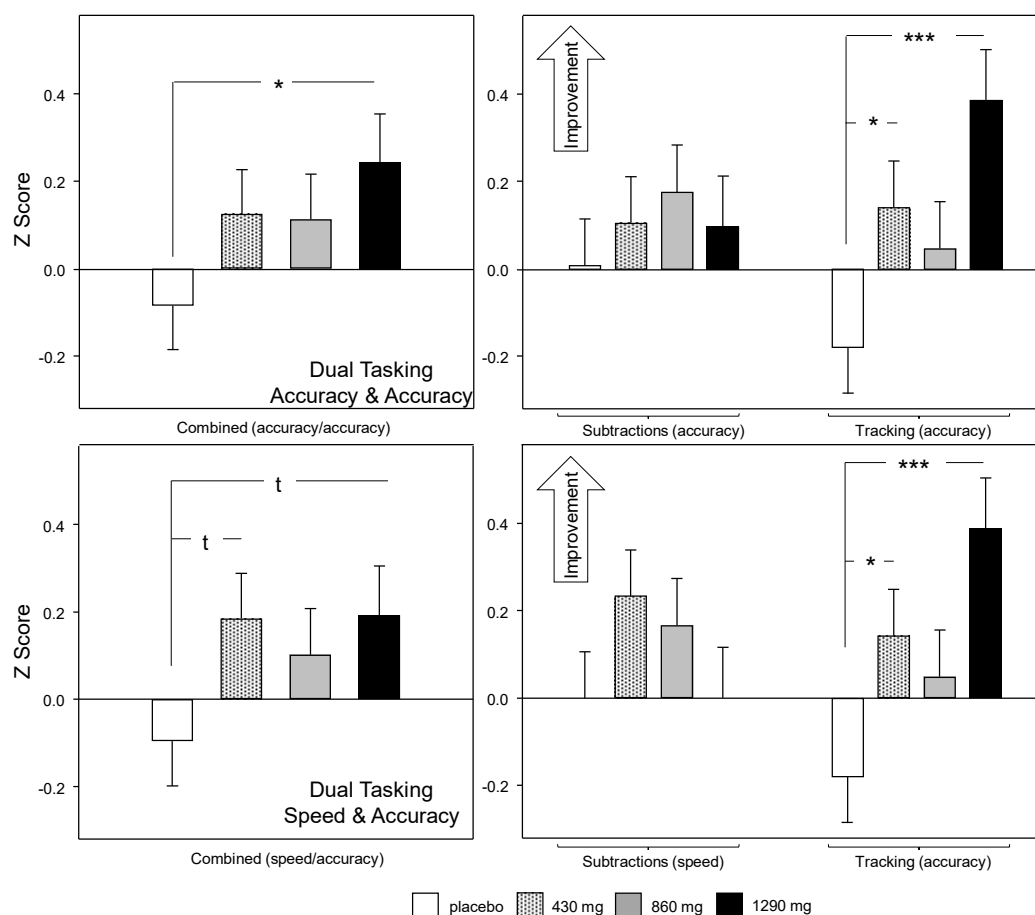 Improvement
***
*
0.4
*
0.4
Z Score
0.2
0.2
0.0
0.0
-0.2
-0.2
Dual Tasking
Accuracy & Accuracy
Combined (accuracy/accuracy)
Subtractions (accuracy)
Tracking (accuracy)
Improvement
***
t
0.4
t
0.4
*
Z Score
0.2
0.2
0.0
0.0
-0.2
-0.2
Dual Tasking
Speed & Accuracy
Combined (speed/accuracy)
Subtractions (speed)
Tracking (accuracy)
placebo 430 mg 860 mg 1290 mg